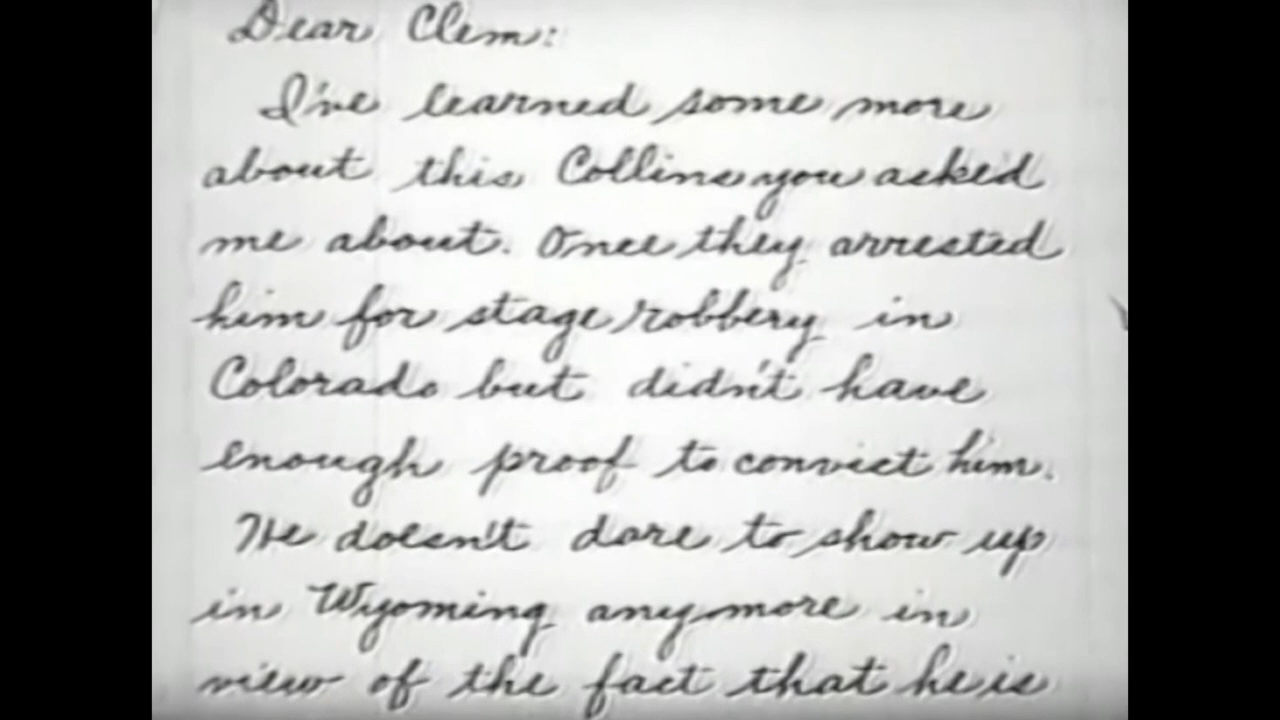 Dear Clem:
I've learned some more
about this Collins you asked
me about. Once they arrested
him for stage robbery in
Colorado but didn't have
enough proof to convict him.
He doesn't dare to show up
in Wyoming anymore in
view of the fact that he is